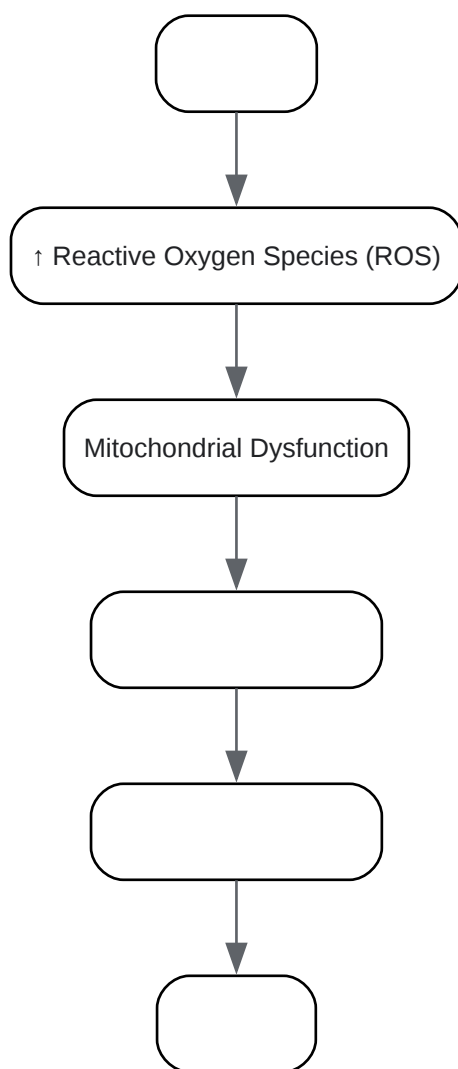 ↑ Reactive Oxygen Species (ROS)
Mitochondrial Dysfunction